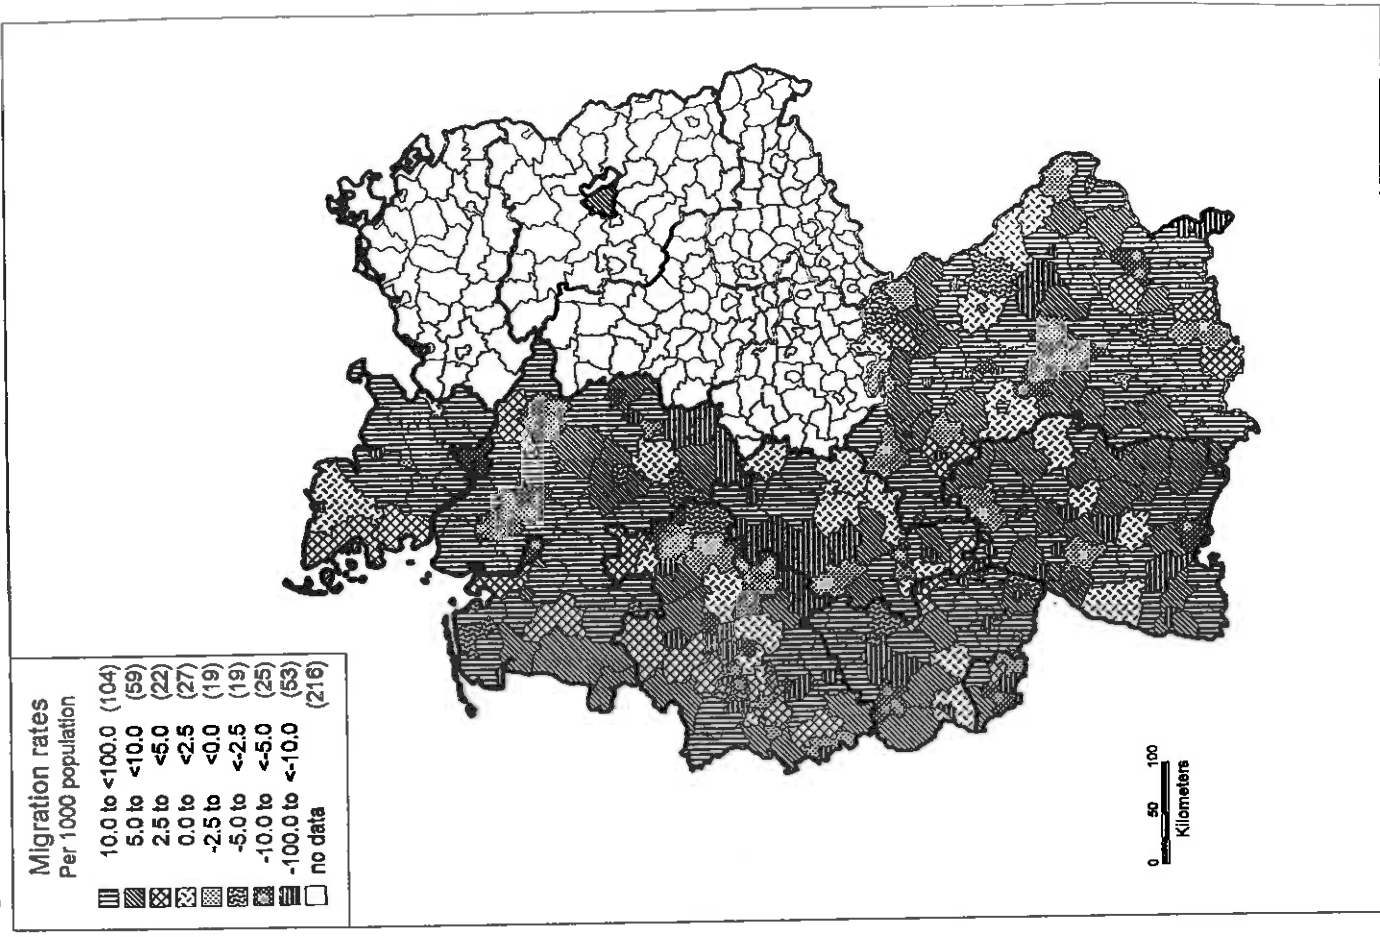 Migration rates
Per 1000 population
10.0 to <100.0 (104)
5.0 to <10.0 (59)
2.5 to <5.0 (22)
0.0 to <2.5 (27)
-2.5 to <0.0 (19)
-5.0 to <-2.5 (19)
-10.0 to <-5.0 (25)
-100.0 to <-10.0 (53)
no data (216)
0 50 100
Kilometers